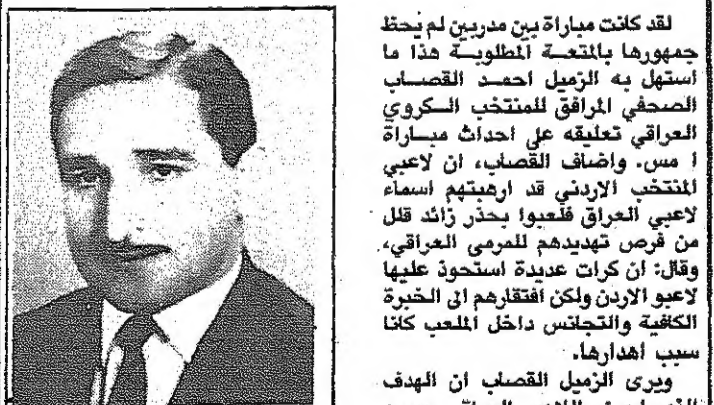 لقد كانت مباراة بين مدربين لم يحظ
جمهورها بالمتعة المطلوبة هذا ما
استهل به الزميل احمد القصاب
الصحفي المرافق للمنتخب الكروي
العراقي تعليقه على احداث مباراة
ا مس. واضاف القصاب، ان لاعبي
المنتخب الاردني قد ارهبتهم اسماء
لاعبي العراق فلعبوا بحذر زائد قلل
من فرص تهديدهم للمرمى العراقي،
وقال: ان كرات عديدة استحوذ عليها
لاعبو الاردن ولكن افتقارهم الى الخبرة
الكافية والتجانس داخل الملعب كانا
سبب اهدارها.
ويرى الزميل القصاب ان الهدف